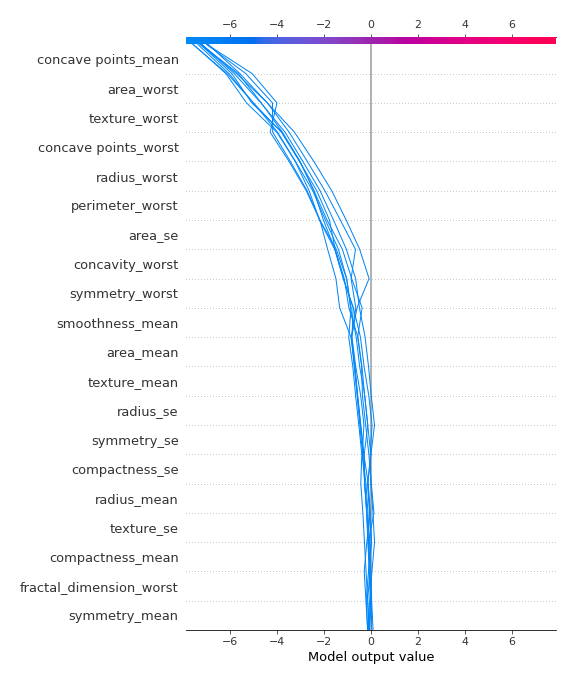 −6 −4 −2 0 2 4 6
concave points_mean
area_worst
texture_worst
concave points_worst
radius_worst
perimeter_worst
area_se
concavity_worst
symmetry_worst
smoothness_mean
area_mean
texture_mean
radius_se
symmetry_se
compactness_se
radius_mean
texture_se
compactness_mean
fractal_dimension_worst
symmetry_mean
−6 −4 −2 0 2 4 6
Model output value